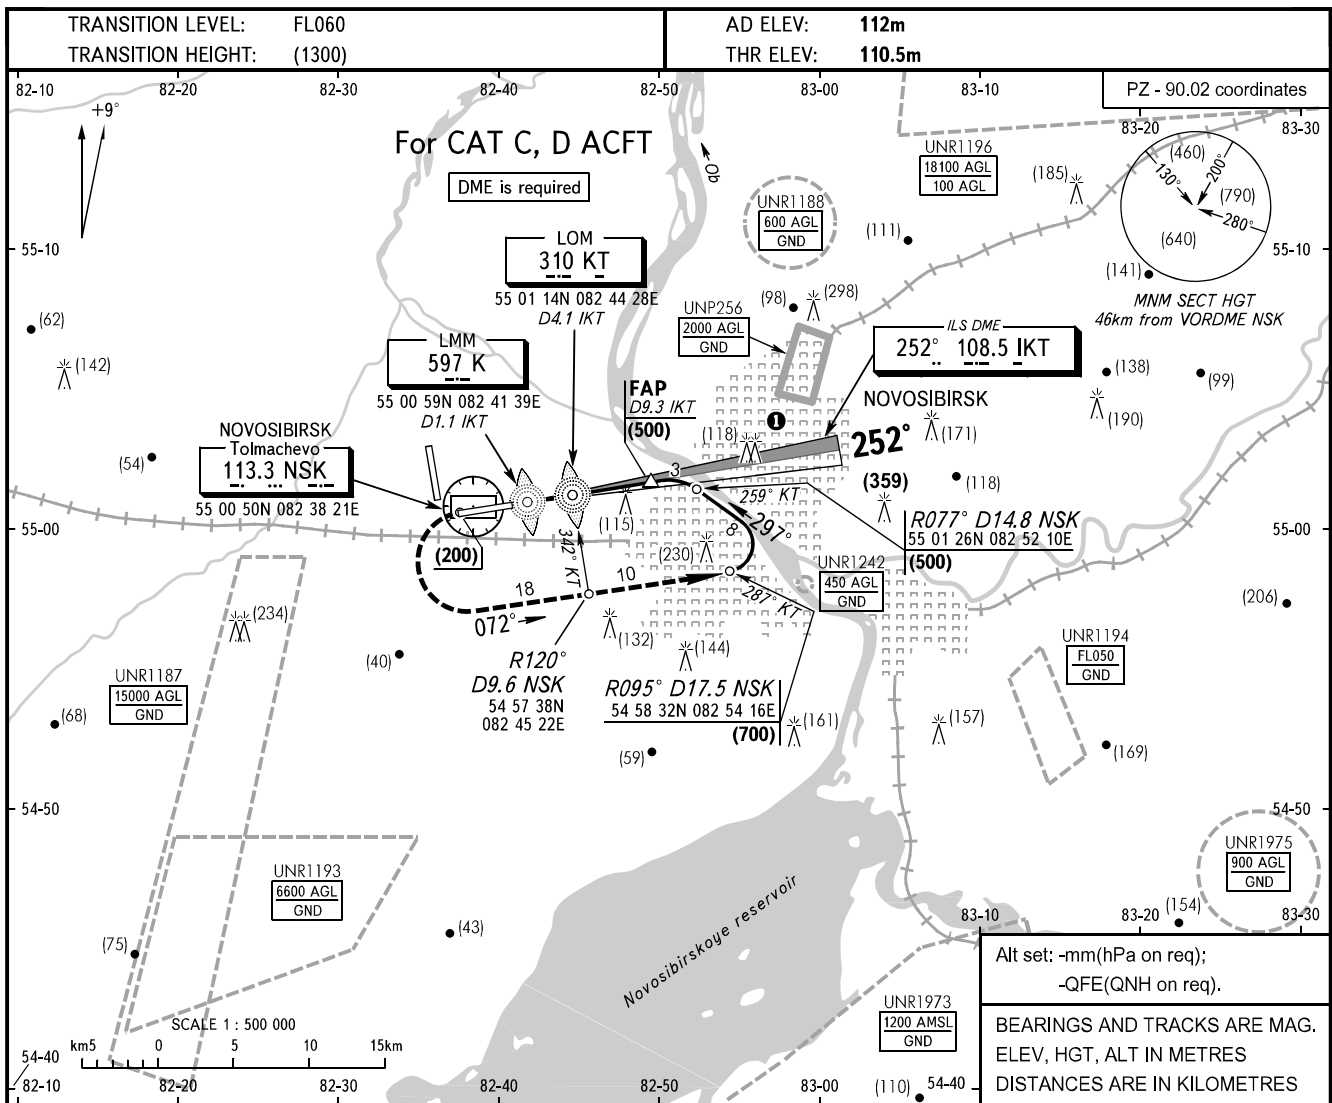 TRANSITION LEVEL: FL060
TRANSITION HEIGHT: (1300)
AD ELEV: 112m
THR ELEV: 110.5m
82-10 82-20 82-30 82-40 82-50 83-00 83-10
PZ - 90.02 coordinates
83-20 83-30
+9°
For CAT C, D ACFT
DME is required
Ob
UNR1196
18100 AGL
100 AGL
(185)
(460)
130°
200°
(790)
280°
(640)
MNM SECT HGT
46km from VORDME NSK
UNR1188
600 AGL
GND
(111)
(141)
55-10
55-10
LOM
310 KT
55 01 14N 082 44 28E
D4.1 IKT
(98)
(298)
UNP256
2000 AGL
GND
ILS DME
252° 108.5 IKT
(62)
(142)
LMM
597 K
55 00 59N 082 41 39E
D1.1 IKT
FAP
D9.3 IKT
(500)
(138)
(99)
(190)
NOVOSIBIRSK
1
(171)
252°
(359)
(118)
NOVOSIBIRSK
Tolmachevo
113.3 NSK
55 00 50N 082 38 21E
(54)
3
259° KT
(118)
(115)
R077° D14.8 NSK
55 01 26N 082 52 10E
(500)
55-00
55-00
(200)
342° KT
(230)
8
297°
287° KT
UNR1242
450 AGL
GND
18
10
072°
(206)
(234)
(132)
(144)
(40)
R120°
D9.6 NSK
54 57 38N
082 45 22E
R095° D17.5 NSK
54 58 32N 082 54 16E
(700)
UNR1194
FL050
GND
UNR1187
15000 AGL
GND
(68)
(161)
(157)
(169)
(59)
54-50
54-50
UNR1975
900 AGL
GND
UNR1193
6600 AGL
GND
(75)
(43)
Novosibirskoye reservoir
83-10 83-20 83-30
(154)
Alt set: -mm(hPa on req);
-QFE(QNH on req).
BEARINGS AND TRACKS ARE MAG.
ELEV, HGT, ALT IN METRES
DISTANCES ARE IN KILOMETRES
UNR1973
1200 AMSL
GND
SCALE 1 : 500 000
km5 0 5 10 15km
54-40
(110)
54-40
82-10 82-20 82-30 82-40 82-50 83-00